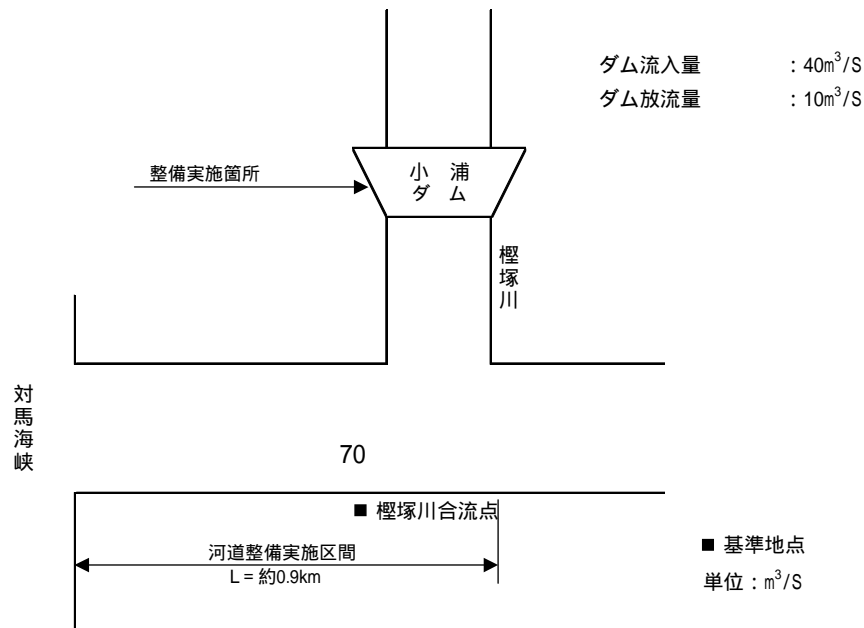 ダム流入量 : 40m³/S
ダム放流量 : 10m³/S
整備実施箇所
小浦
ダム
樫塚川
対馬海峡
70
■ 樫塚川合流点
河道整備実施区間
L = 約0.9km
■ 基準地点
単位 : m³/S